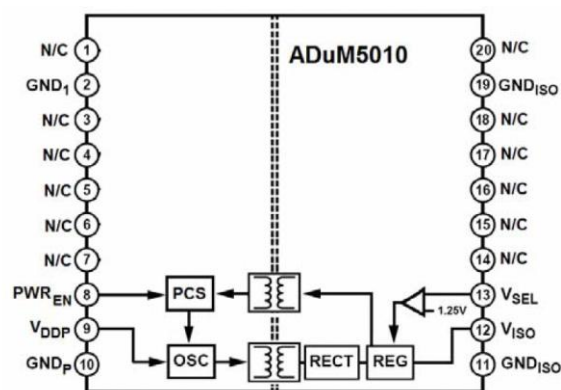 ADuM5010
N/C 1
GND1 2
N/C 3
N/C 4
N/C 5
N/C 6
N/C 7
PWREN 8
VDDP 9
GNDP 10
20 N/C
19 GNDISO
18 N/C
17 N/C
16 N/C
15 N/C
14 N/C
13 VSEL
12 VISO
11 GNDISO
PCS
1.25V
OSC
RECT
REG